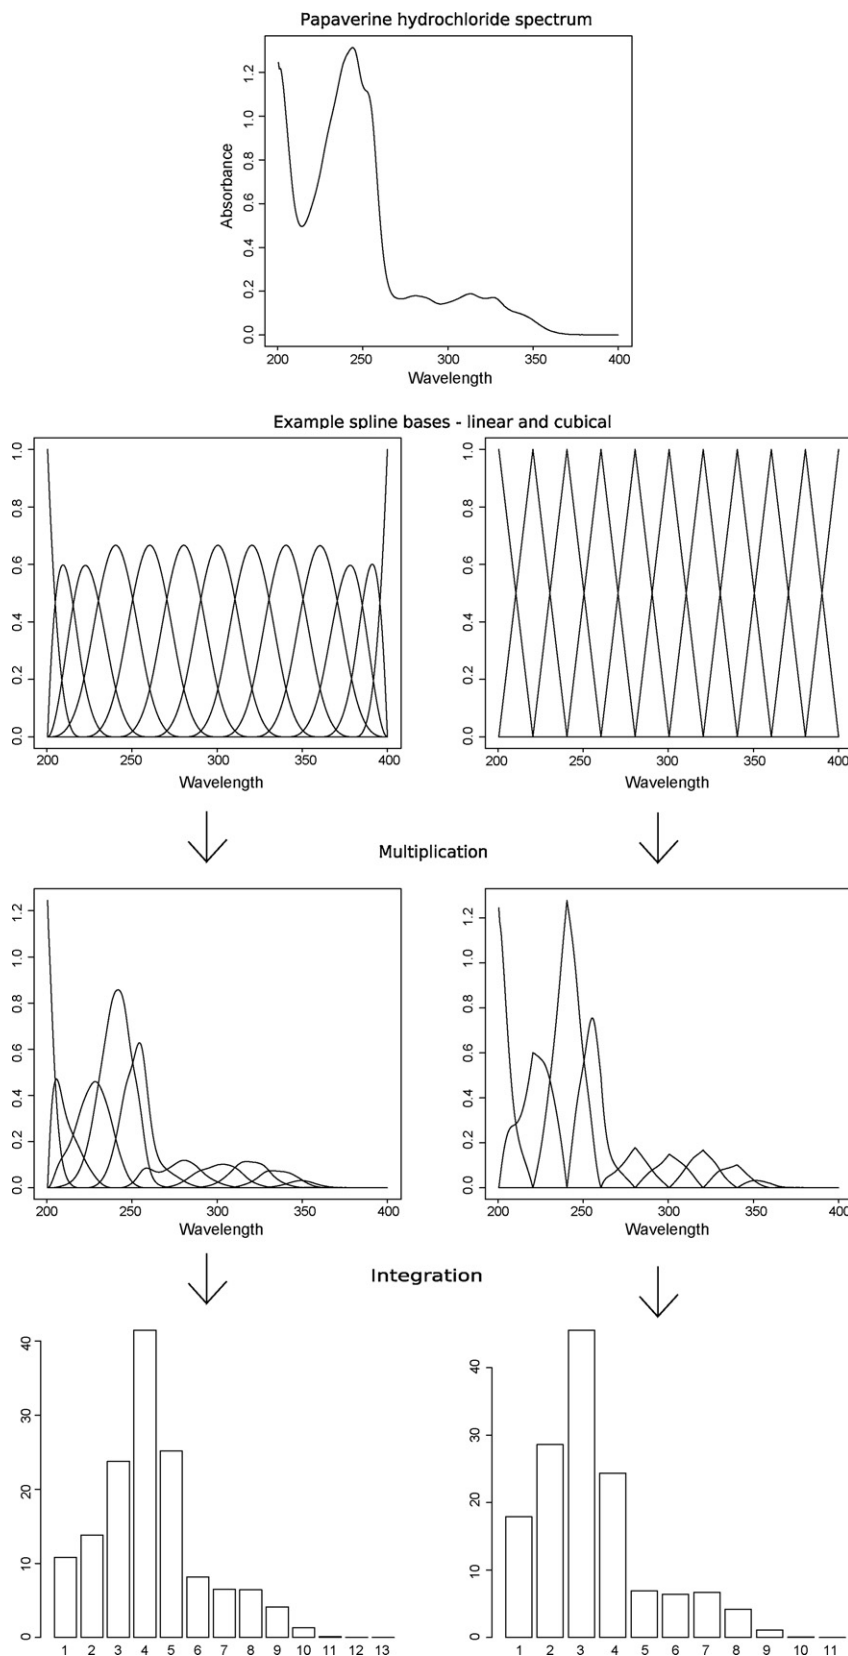 Papaverine hydrochloride spectrum
Absorbance
0.0 0.2 0.4 0.6 0.8 1.0 1.2
200 250 300 350 400
Wavelength
Example spline bases - linear and cubical
0.0 0.2 0.4 0.6 0.8 1.0
0.0 0.2 0.4 0.6 0.8 1.0
200 250 300 350 400
200 250 300 350 400
Wavelength
Wavelength
Multiplication
0.0 0.2 0.4 0.6 0.8 1.0 1.2
0.0 0.2 0.4 0.6 0.8 1.0 1.2
200 250 300 350 400
200 250 300 350 400
Wavelength
Wavelength
Integration
0 10 20 30 40
0 10 20 30 40
1 2 3 4 5 6 7 8 9 10 11 12 13
1 2 3 4 5 6 7 8 9 10 11